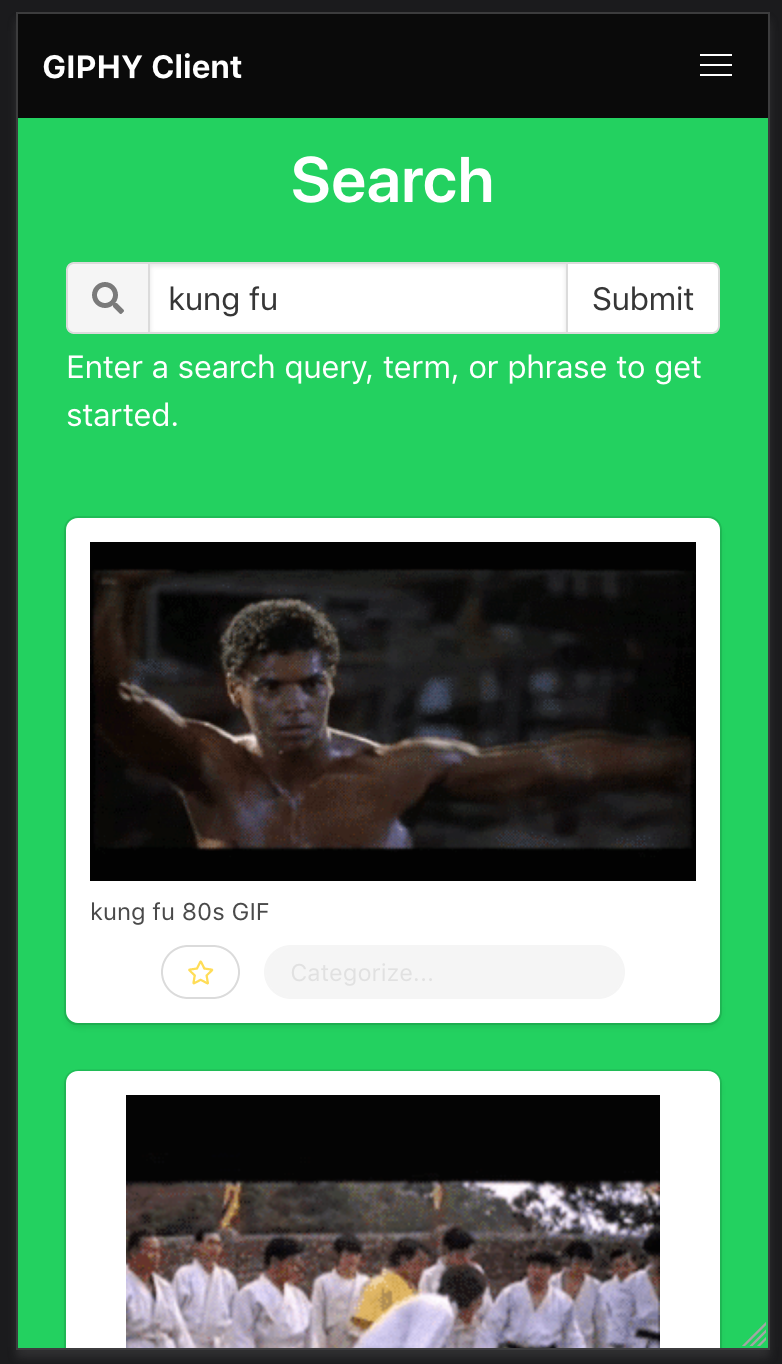 GIPHY Client
Search
kung fu
Submit
Enter a search query, term, or phrase to get
started.
kung fu 80s GIF
Categorize...